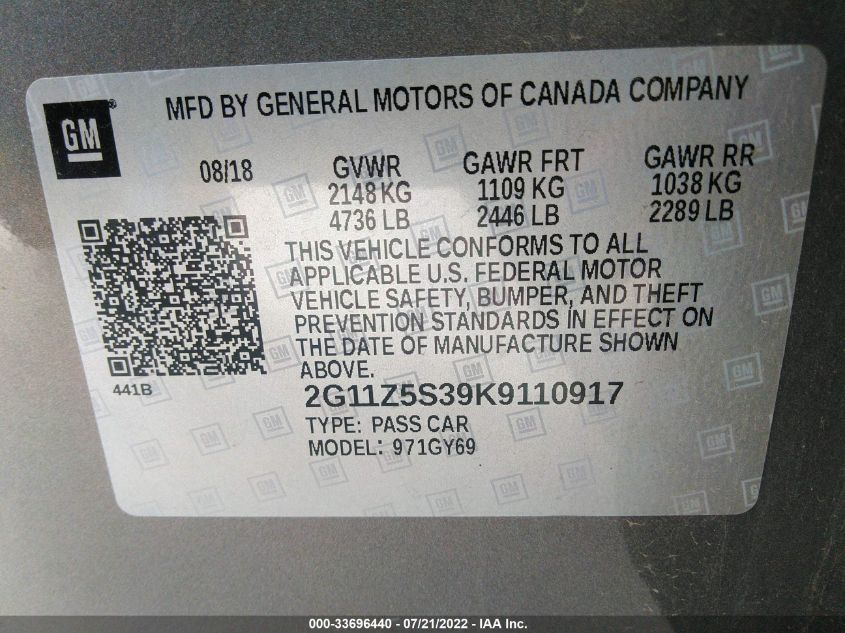 MFD BY GENERAL MOTORS OF CANADA COMPANY
GM®
08/18 GVWR GAWR FRT GAWR RR
2148 KG 1109 KG 1038 KG
4736 LB 2446 LB 2289 LB
THIS VEHICLE CONFORMS TO ALL
APPLICABLE U.S. FEDERAL MOTOR
VEHICLE SAFETY, BUMPER, AND THEFT
PREVENTION STANDARDS IN EFFECT ON
THE DATE OF MANUFACTURE SHOWN
ABOVE.
441B
2G11Z5S39K9110917
TYPE: PASS CAR
MODEL: 971GY69
000-33696440 - 07/21/2022 - IAA Inc.